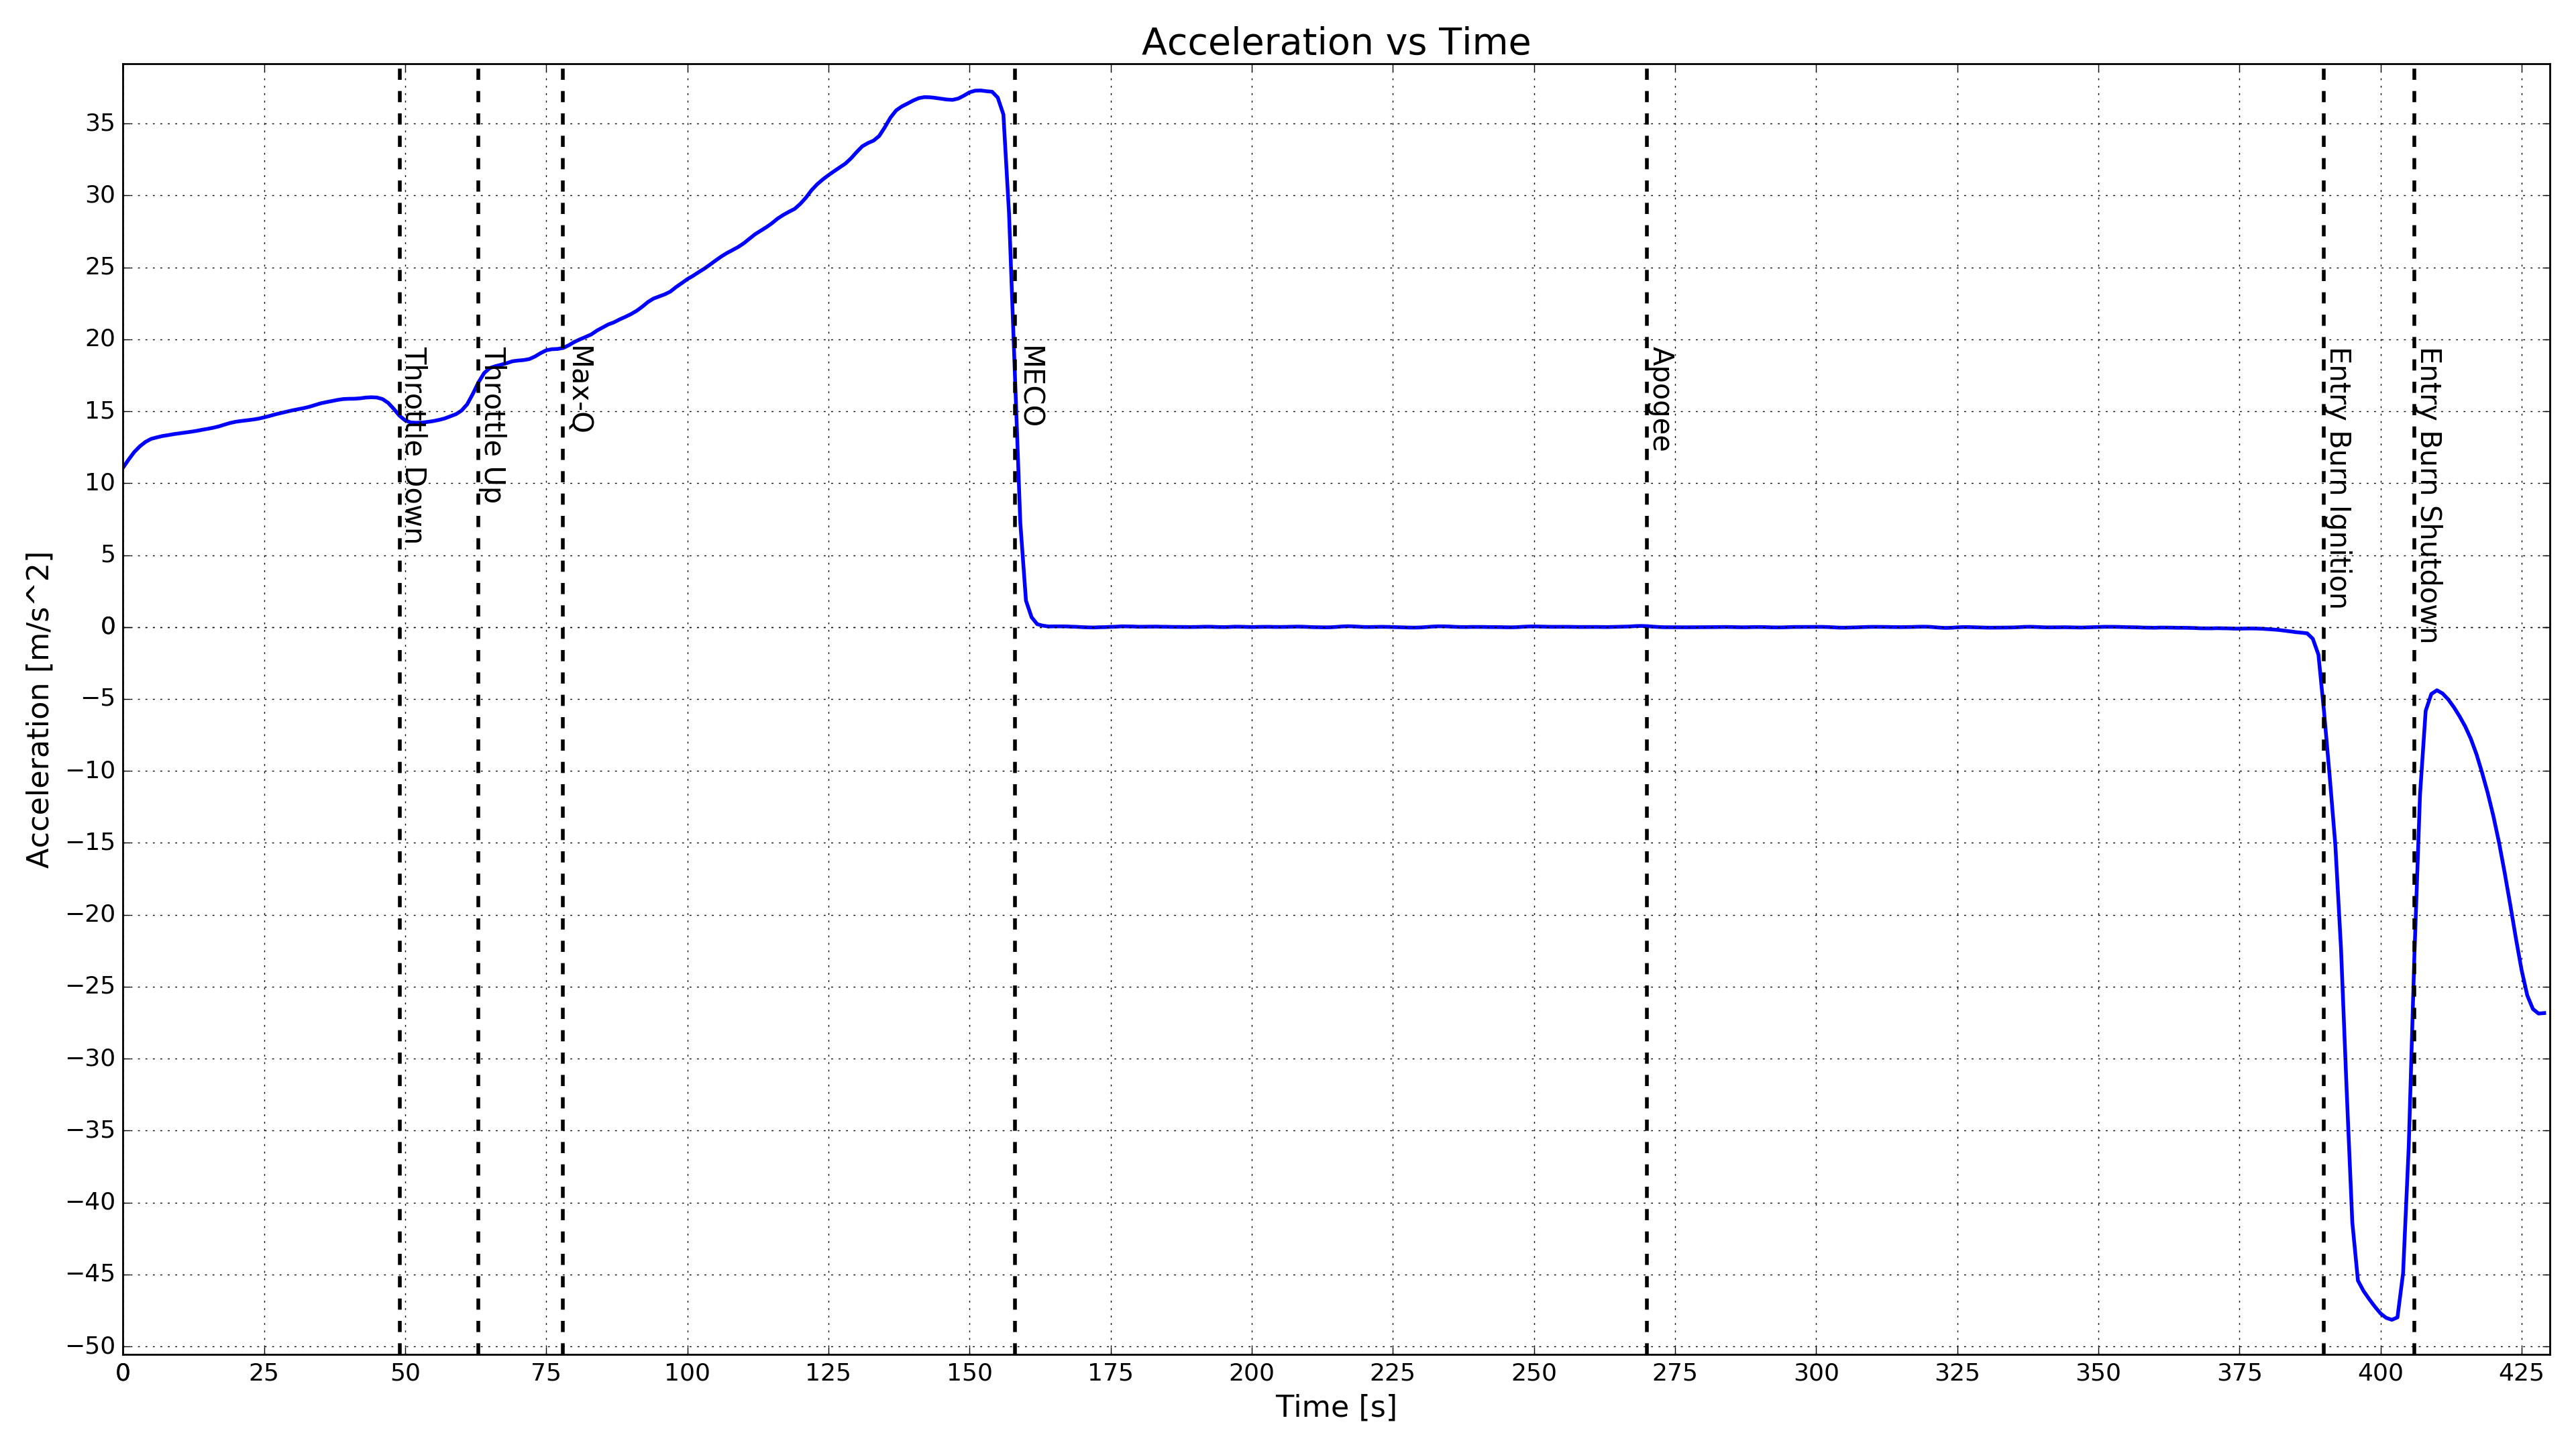 Acceleration vs Time
Acceleration [m/s^2]
35
30
25
20
15
10
5
0
−5
−10
−15
−20
−25
−30
−35
−40
−45
−50
Throttle Down
Throttle Up
Max-Q
MECO
Apogee
Entry Burn Ignition
Entry Burn Shutdown
0 25 50 75 100 125 150 175 200 225 250 275 300 325 350 375 400 425
Time [s]